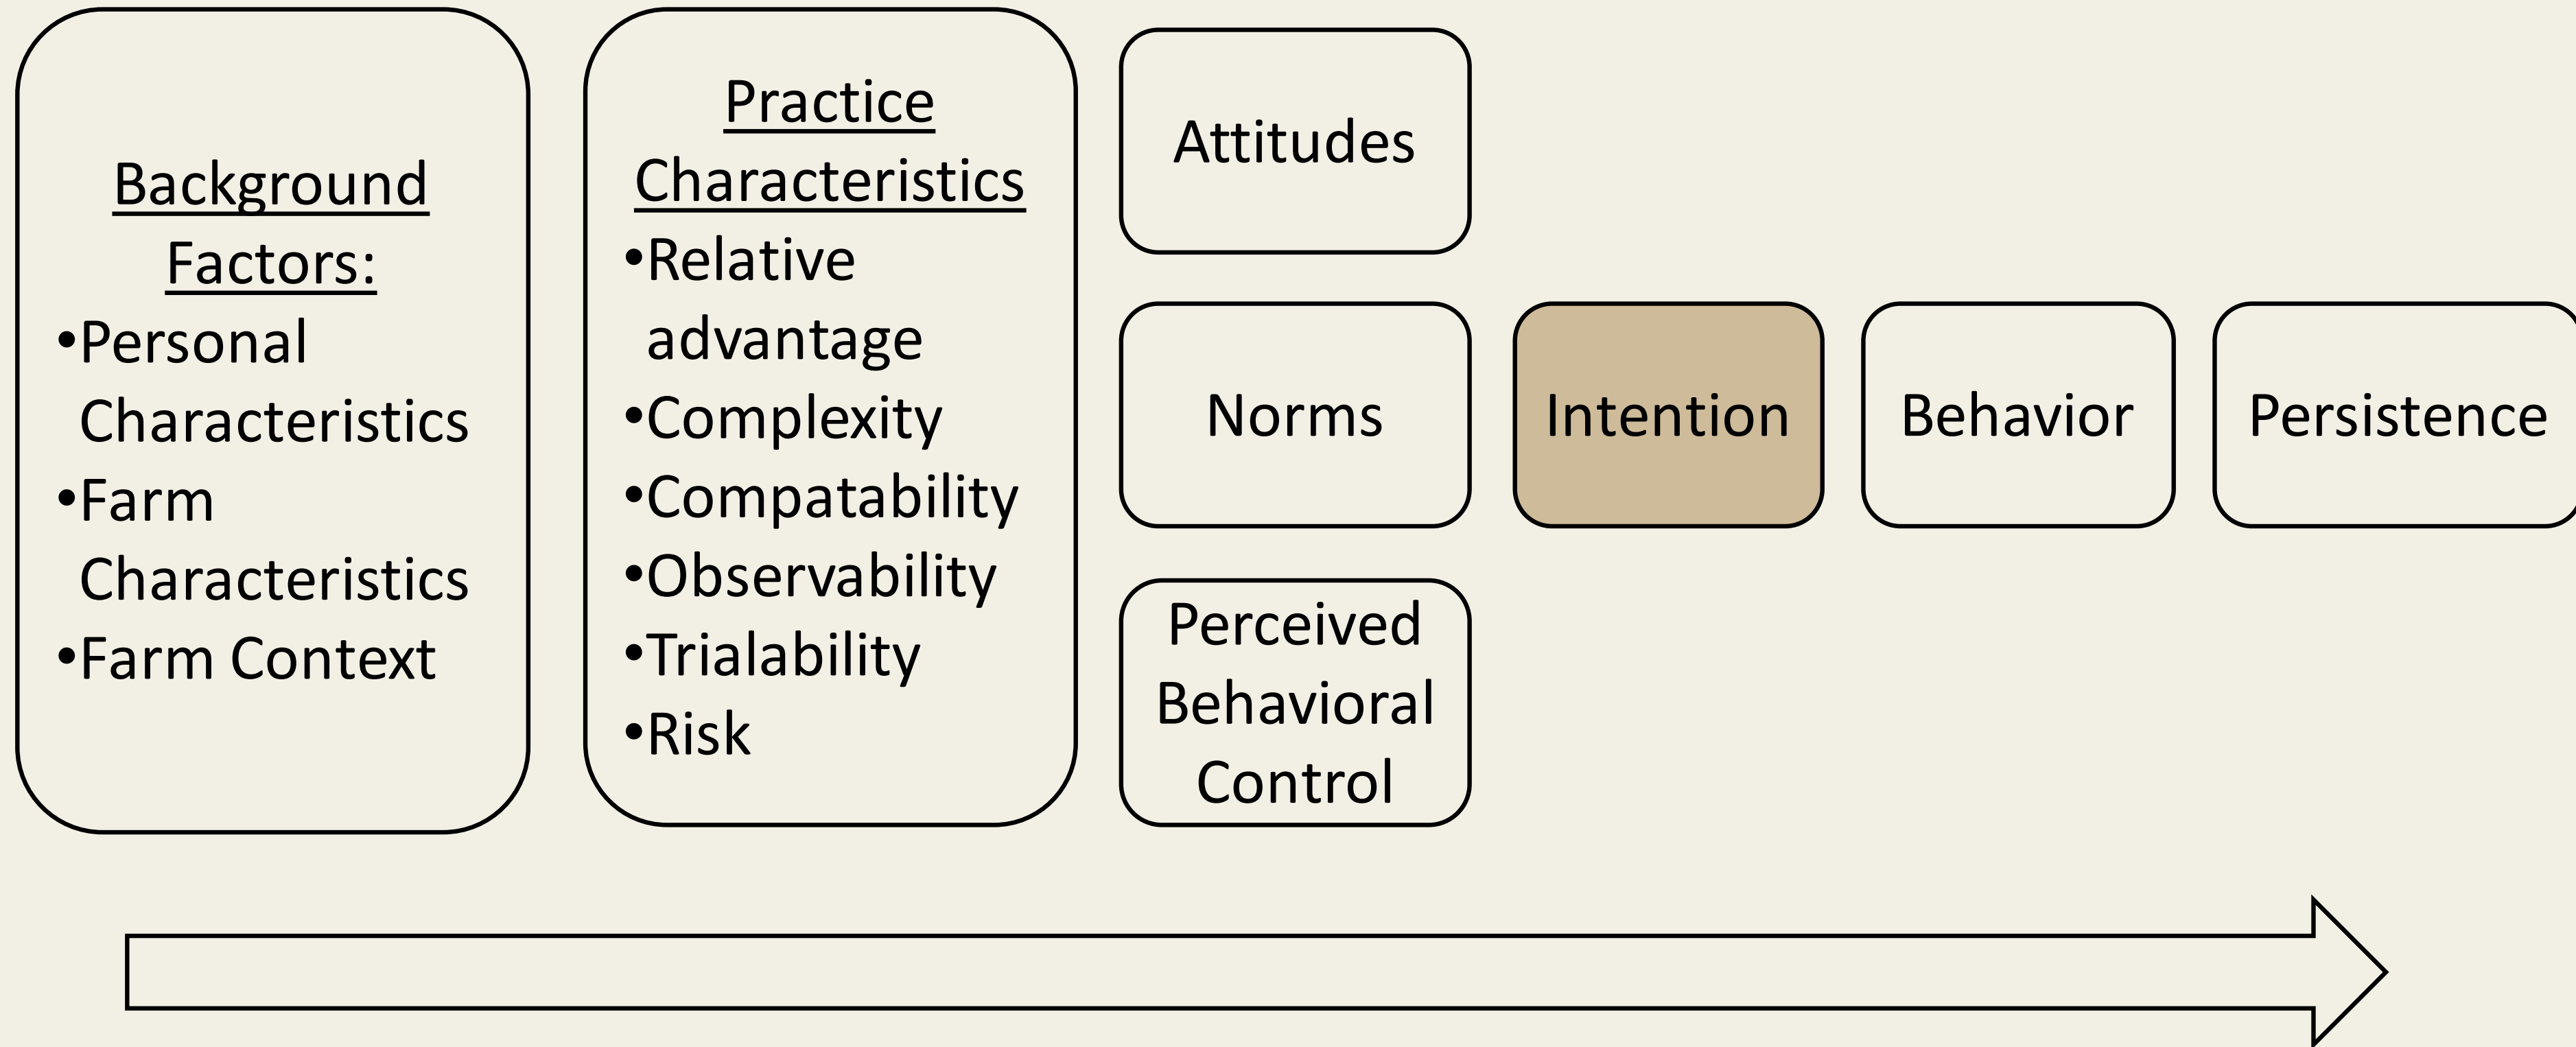 Background
Factors:
•Personal
Characteristics
•Farm
Characteristics
•Farm Context
Practice
Characteristics
•Relative
advantage
•Complexity
•Compatability
•Observability
•Trialability
•Risk
Attitudes
Norms
Perceived
Behavioral
Control
Intention
Behavior
Persistence